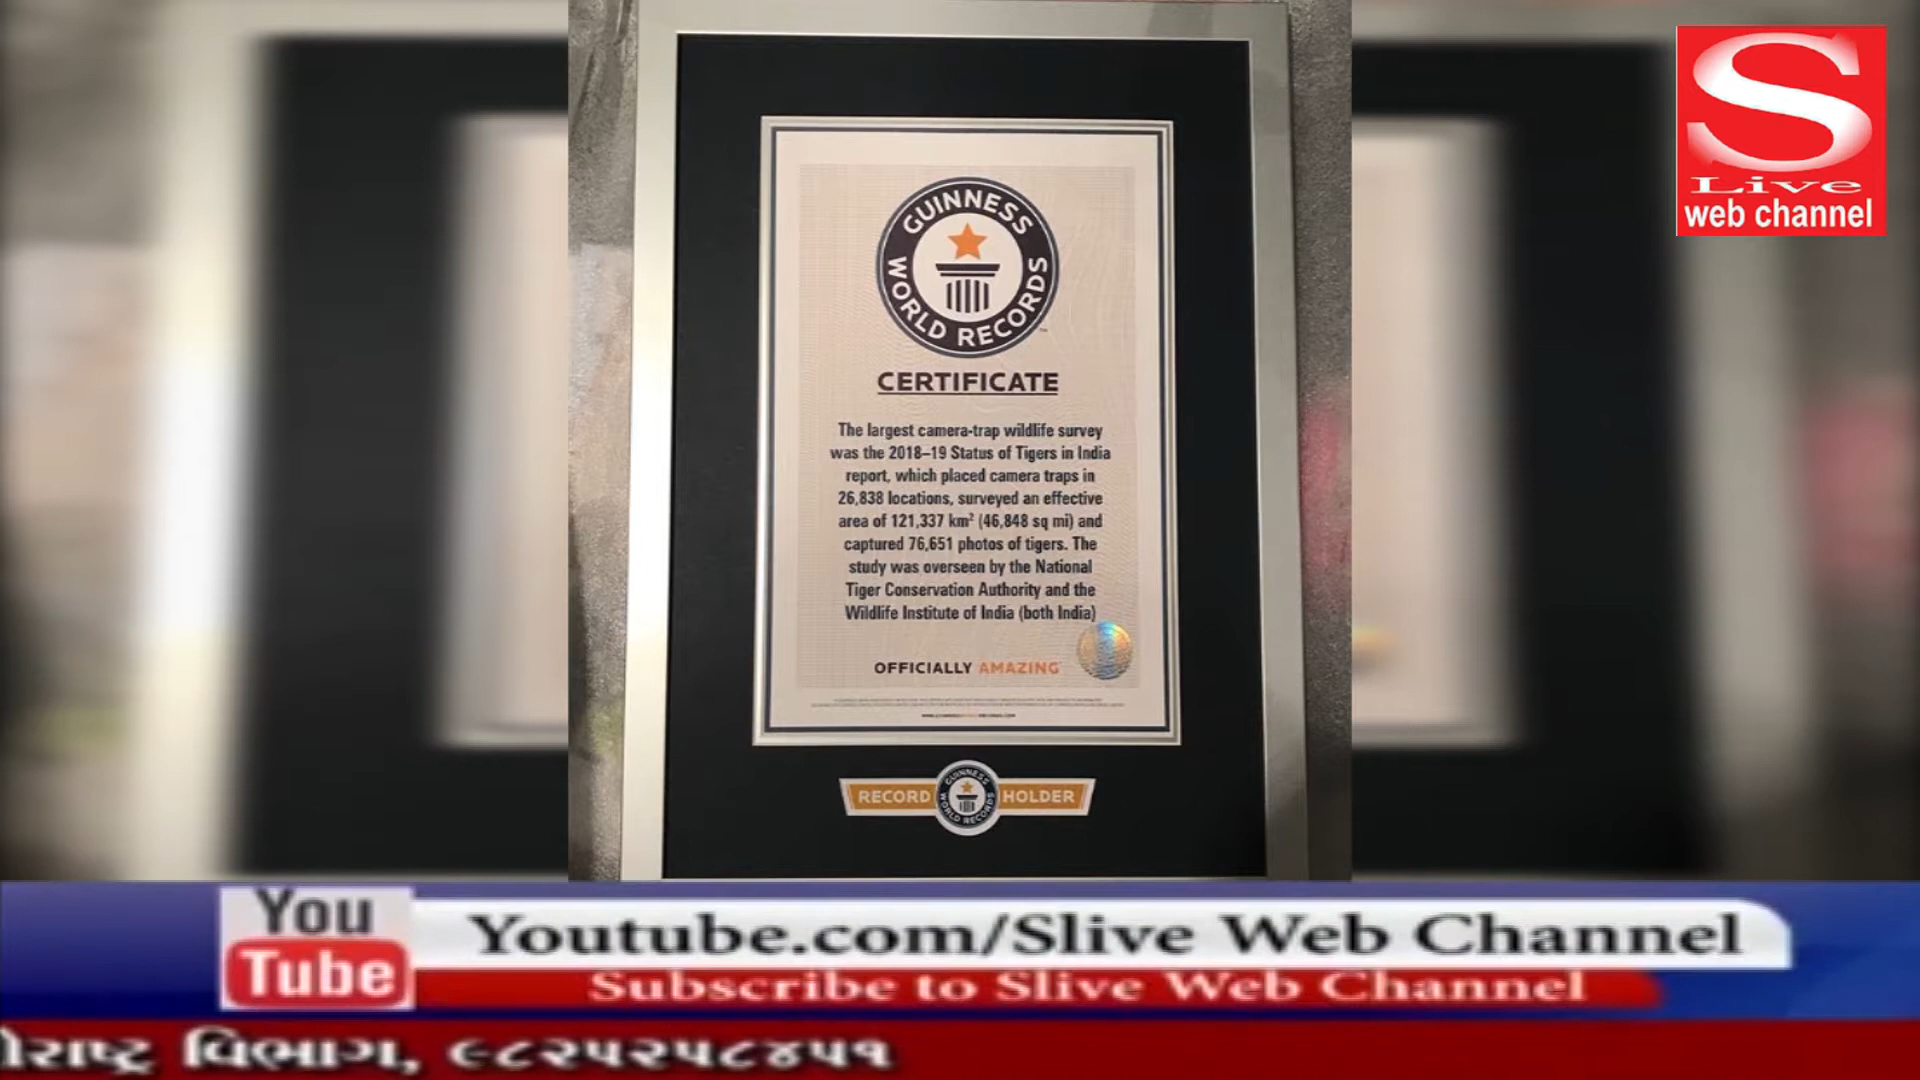 S
Live
web channel
GUINNESS
WORLD RECORDS
CERTIFICATE
The largest camera-trap wildlife survey
was the 2018–19 Status of Tigers in India
report, which placed camera traps in
26,838 locations, surveyed an effective
area of 121,337 km² (46,848 sq mi) and
captured 76,651 photos of tigers. The
study was overseen by the National
Tiger Conservation Authority and the
Wildlife Institute of India (both India)
OFFICIALLY AMAZING
RECORD HOLDER
GUINNESS
WORLD RECORDS
You
Tube
Youtube.com/Slive Web Channel
Subscribe to Slive Web Channel
વિભાગ, ૯૮૨૫૨૫૮૪૫૧